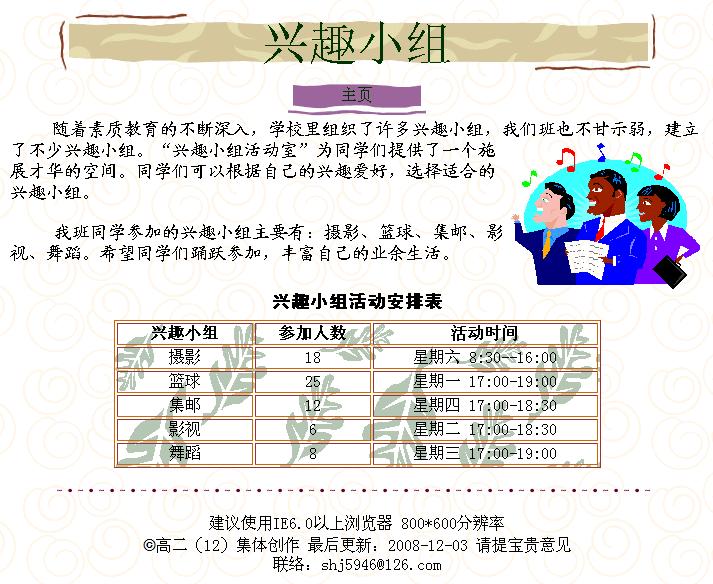 兴趣小组
主页
随着素质教育的不断深入，学校里组织了许多兴趣小组，我们班也不甘示弱，建立
了不少兴趣小组。“兴趣小组活动室”为同学们提供了一个施
展才华的空间。同学们可以根据自己的兴趣爱好，选择适合的
兴趣小组。
我班同学参加的兴趣小组主要有：摄影、篮球、集邮、影
视、舞蹈。希望同学们踊跃参加，丰富自己的业余生活。
兴趣小组活动安排表
兴趣小组 参加人数 活动时间
摄影 18 星期六 8:30--16:00
篮球 25 星期一 17:00-19:00
集邮 12 星期四 17:00-18:30
影视 6 星期二 17:00-18:30
舞蹈 8 星期三 17:00-19:00
建议使用IE6.0以上浏览器 800*600分辨率
©高二（12）集体创作 最后更新：2008-12-03 请提宝贵意见
联络：shj5946@126.com